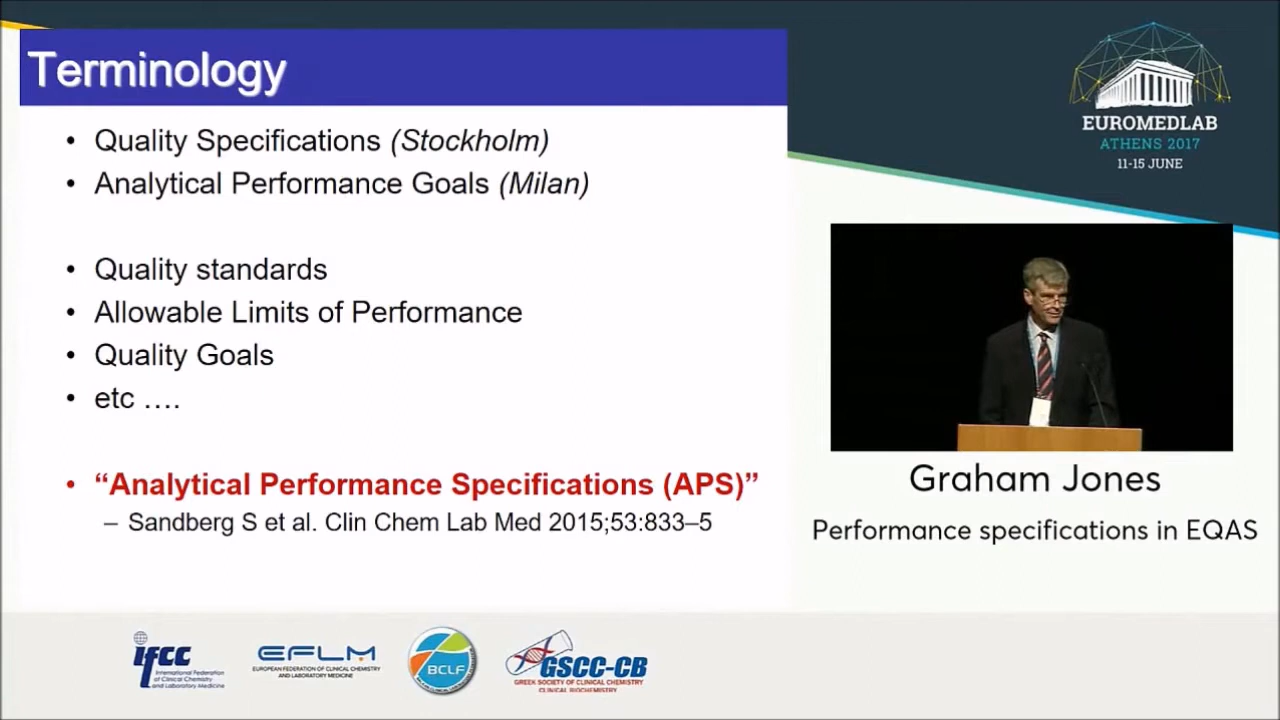 Terminology
• Quality Specifications (Stockholm)
• Analytical Performance Goals (Milan)
• Quality standards
• Allowable Limits of Performance
• Quality Goals
• etc ….
• “Analytical Performance Specifications (APS)”
– Sandberg S et al. Clin Chem Lab Med 2015;53:833–5
EUROMEDLAB
ATHENS 2017
11-15 JUNE
Graham Jones
Performance specifications in EQAS
ifcc
International Federation
of Clinical Chemistry
and Laboratory Medicine
EFLM
EUROPEAN FEDERATION OF CLINICAL CHEMISTRY
AND LABORATORY MEDICINE
BCLF
GSCC-CB
GREEK SOCIETY OF CLINICAL CHEMISTRY
CLINICAL BIOCHEMISTRY